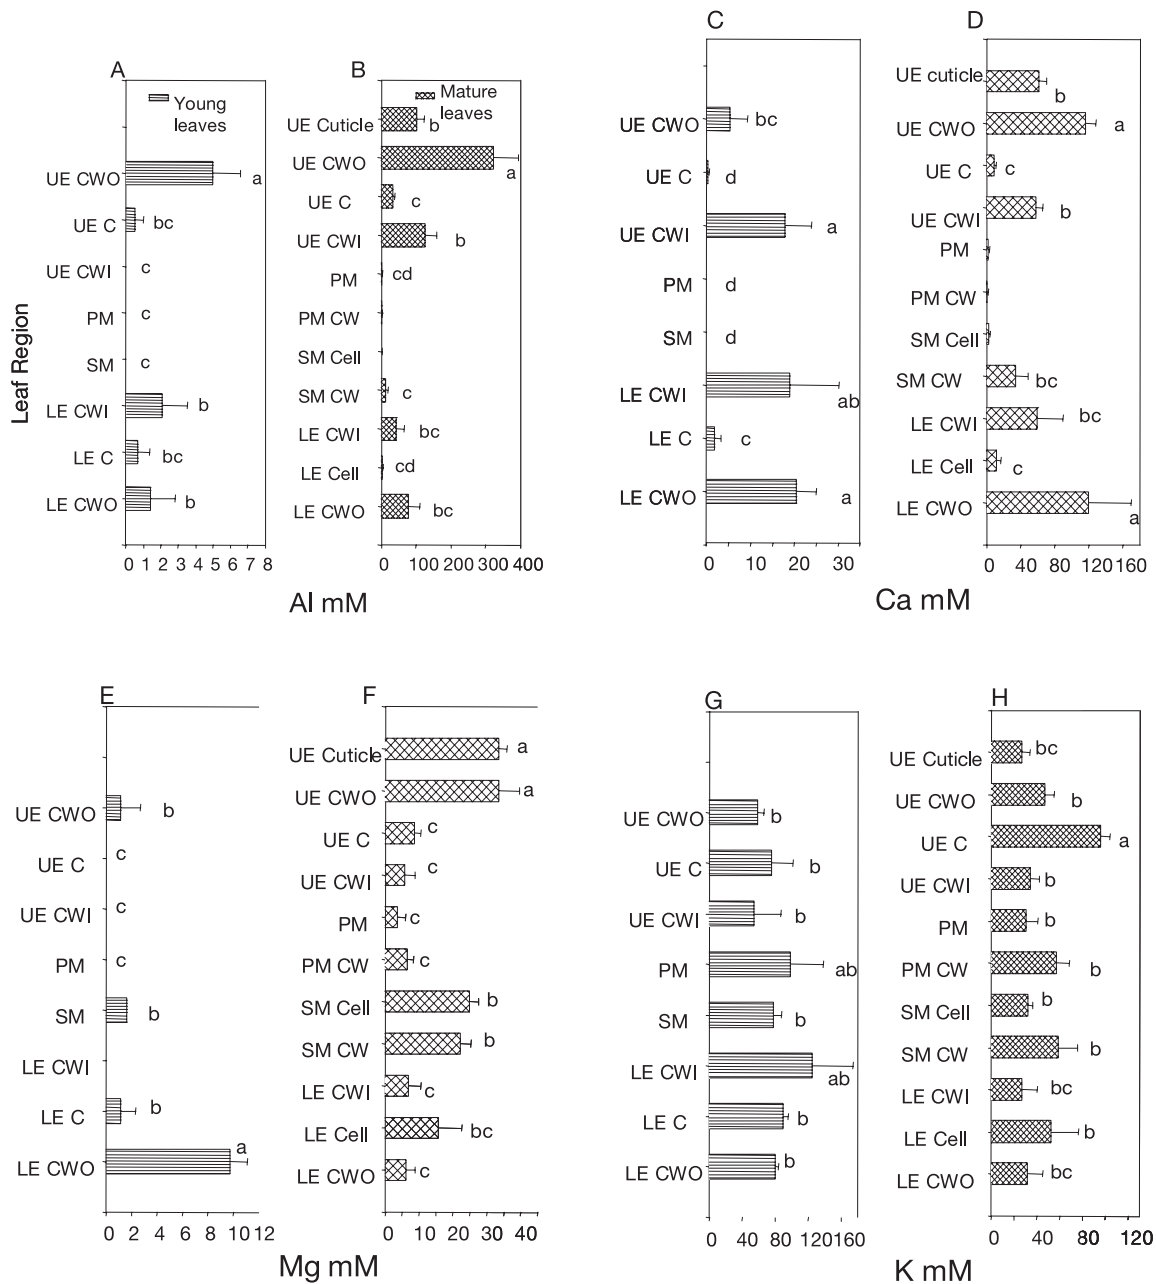 A
Young
leaves
UE CWO
a
UE C
bc
UE CWI
c
PM
c
SM
c
LE CWI
b
LE C
bc
LE CWO
b
0 1 2 3 4 5 6 7 8
Leaf Region
B
Mature
leaves
UE Cuticle
b
UE CWO
a
UE C
c
UE CWI
b
PM
cd
PM CW
SM Cell
SM CW
c
LE CWI
bc
LE Cell
cd
LE CWO
bc
0 100 200 300 400
Al mM
C
UE CWO
bc
UE C
d
UE CWI
a
PM
d
SM
d
LE CWI
ab
LE C
c
LE CWO
a
0 10 20 30
D
UE cuticle
b
UE CWO
a
UE C
c
UE CWI
b
PM
PM CW
SM Cell
SM CW
bc
LE CWI
bc
LE Cell
c
LE CWO
a
0 40 80 120 160
Ca mM
E
UE CWO
b
UE C
c
UE CWI
c
PM
c
SM
b
LE CWI
LE C
b
LE CWO
a
0 2 4 6 8 10 12
F
UE Cuticle
a
UE CWO
a
UE C
c
UE CWI
c
PM
c
PM CW
c
SM Cell
b
SM CW
b
LE CWI
c
LE Cell
bc
LE CWO
c
0 10 20 30 40
Mg mM
G
UE CWO
b
UE C
b
UE CWI
b
PM
ab
SM
b
LE CWI
ab
LE C
b
LE CWO
b
0 40 80 120 160
H
UE Cuticle
bc
UE CWO
b
UE C
a
UE CWI
b
PM
b
PM CW
b
SM Cell
b
SM CW
b
LE CWI
bc
LE Cell
b
LE CWO
bc
0 40 80 120
K mM